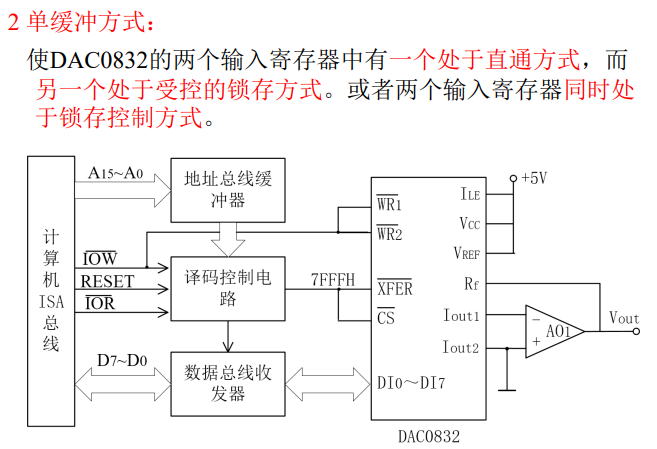 2 单缓冲方式：
使DAC0832的两个输入寄存器中有一个处于直通方式，而
另一个处于受控的锁存方式。或者两个输入寄存器同时处
于锁存控制方式。
计
算
机
ISA
总
线
A15~A0
IOW
RESET
IOR
D7~D0
地址总线缓
冲器
译码控制电
路
数据总线收
发器
7FFFH
WR1
WR2
XFER
CS
DI0～DI7
ILE
VCC
VREF
Rf
Iout1
Iout2
DAC0832
+5V
−
+
AO1
Vout